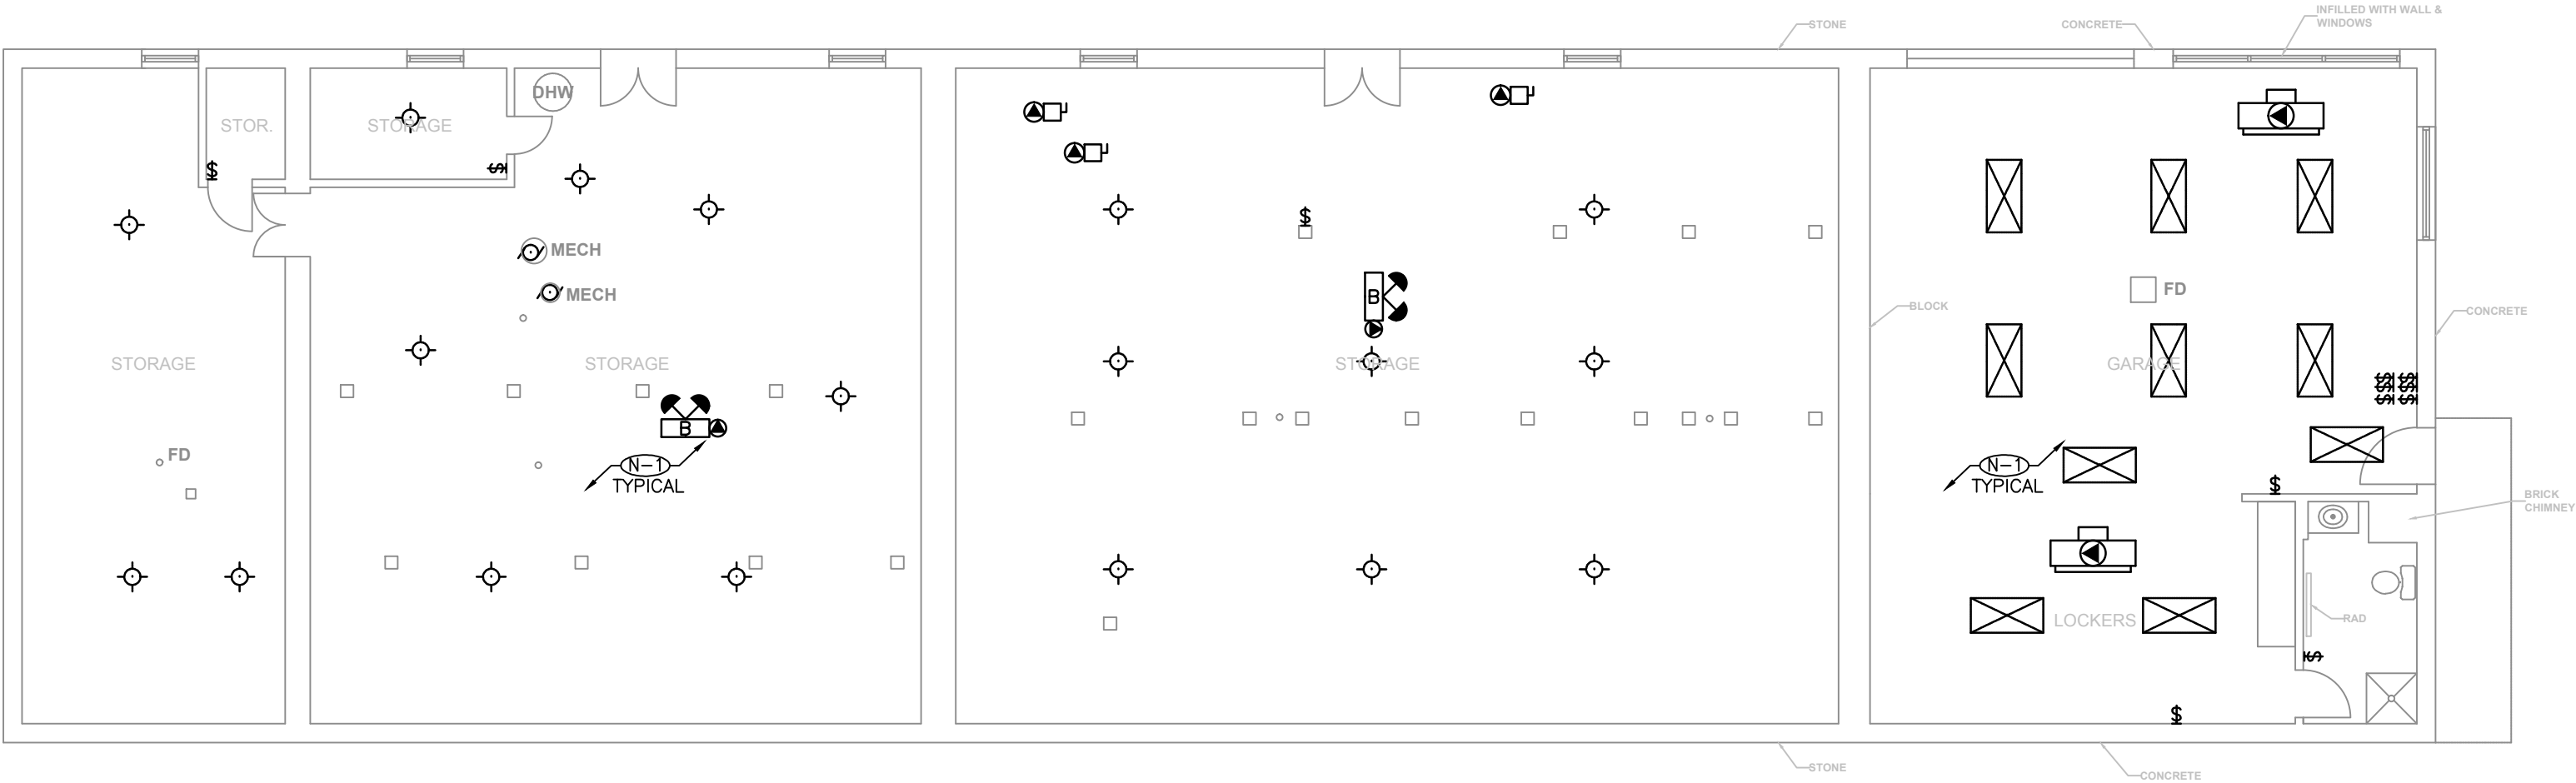 INFILLED WITH WALL &
WINDOWS
STONE
CONCRETE
DHW
STOR.
STORAGE
$
$
$
MECH
MECH
B
FD
BLOCK
CONCRETE
STORAGE
STORAGE
STORAGE
GARAGE
$ $
$ $
$ $
B
FD
N-1
TYPICAL
N-1
TYPICAL
$
BRICK
CHIMNEY
LOCKERS
RAD
$
$
STONE
CONCRETE